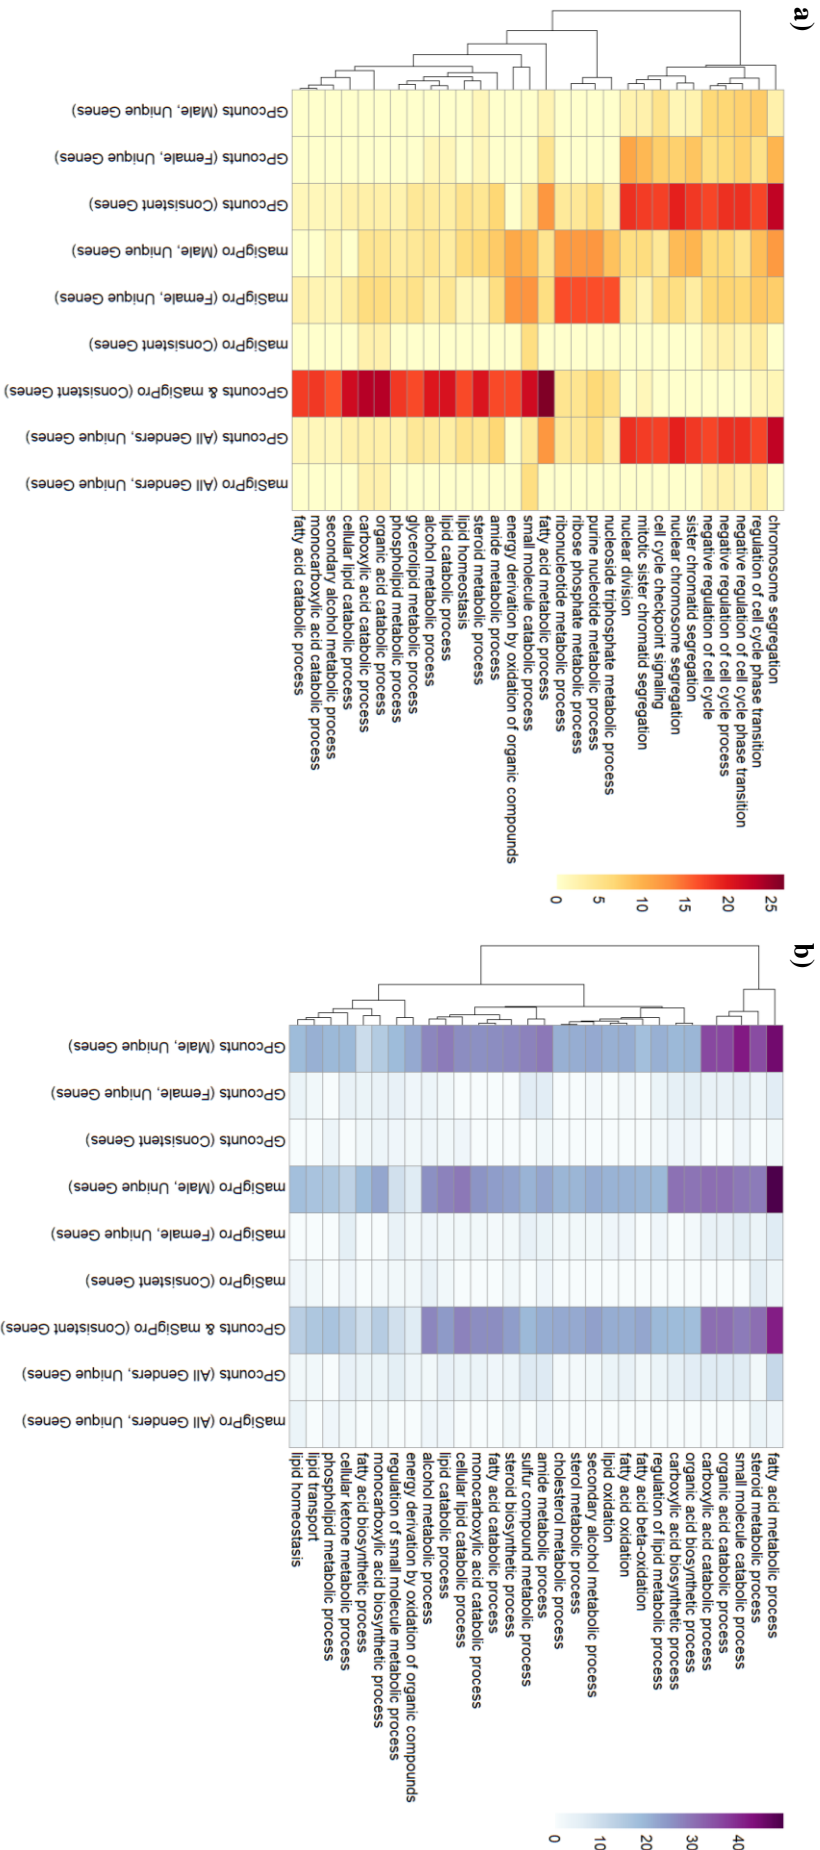 a)
chromosome segregation
regulation of cell cycle phase transition
negative regulation of cell cycle phase transition
negative regulation of cell cycle process
negative regulation of cell cycle
sister chromatid segregation
nuclear chromosome segregation
cell cycle checkpoint signaling
mitotic sister chromatid segregation
nuclear division
nucleoside triphosphate metabolic process
purine nucleotide metabolic process
ribose phosphate metabolic process
ribonucleotide metabolic process
fatty acid metabolic process
small molecule catabolic process
energy derivation by oxidation of organic compounds
amide metabolic process
steroid metabolic process
lipid homeostasis
lipid catabolic process
alcohol metabolic process
glycerolipid metabolic process
phospholipid metabolic process
organic acid catabolic process
carboxylic acid catabolic process
cellular lipid catabolic process
secondary alcohol metabolic process
monocarboxylic acid catabolic process
fatty acid catabolic process
GPcounts (Male, Unique Genes)
GPcounts (Female, Unique Genes)
GPcounts (Consistent Genes)
maSigPro (Male, Unique Genes)
maSigPro (Female, Unique Genes)
maSigPro (Consistent Genes)
GPcounts & maSigPro (Consistent Genes)
GPcounts (All Genders, Unique Genes)
maSigPro (All Genders, Unique Genes)
25
20
15
10
5
0
b)
fatty acid metabolic process
steroid metabolic process
small molecule catabolic process
organic acid catabolic process
carboxylic acid catabolic process
organic acid biosynthetic process
carboxylic acid biosynthetic process
regulation of lipid metabolic process
fatty acid beta-oxidation
fatty acid oxidation
lipid oxidation
secondary alcohol metabolic process
sterol metabolic process
cholesterol metabolic process
amide metabolic process
sulfur compound metabolic process
steroid biosynthetic process
fatty acid catabolic process
monocarboxylic acid catabolic process
cellular lipid catabolic process
lipid catabolic process
alcohol metabolic process
energy derivation by oxidation of organic compounds
regulation of small molecule metabolic process
monocarboxylic acid biosynthetic process
fatty acid biosynthetic process
cellular ketone metabolic process
phospholipid metabolic process
lipid transport
lipid homeostasis
GPcounts (Male, Unique Genes)
GPcounts (Female, Unique Genes)
GPcounts (Consistent Genes)
maSigPro (Male, Unique Genes)
maSigPro (Female, Unique Genes)
maSigPro (Consistent Genes)
GPcounts & maSigPro (Consistent Genes)
GPcounts (All Genders, Unique Genes)
maSigPro (All Genders, Unique Genes)
40
30
20
10
0